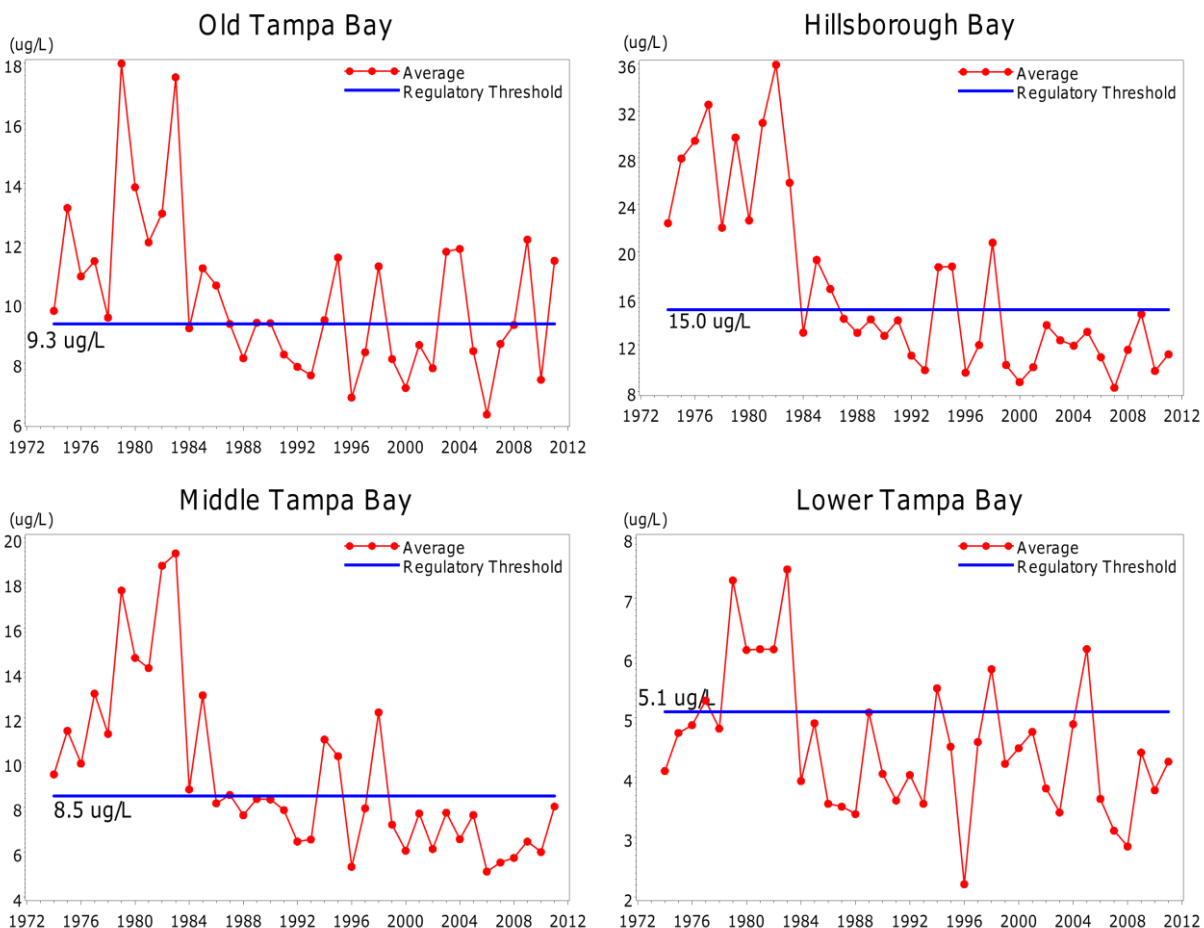 Old Tampa Bay
(ug/L)
Average
Regulatory Threshold
18
16
14
12
10
8
6
9.3 ug/L
1972 1976 1980 1984 1988 1992 1996 2000 2004 2008 2012
Hillsborough Bay
(ug/L)
Average
Regulatory Threshold
36
32
28
24
20
16
12
8
15.0 ug/L
1972 1976 1980 1984 1988 1992 1996 2000 2004 2008 2012
Middle Tampa Bay
(ug/L)
Average
Regulatory Threshold
20
18
16
14
12
10
8
6
4
8.5 ug/L
1972 1976 1980 1984 1988 1992 1996 2000 2004 2008 2012
Lower Tampa Bay
(ug/L)
Average
Regulatory Threshold
8
7
6
5
4
3
2
5.1 ug/L
1972 1976 1980 1984 1988 1992 1996 2000 2004 2008 2012